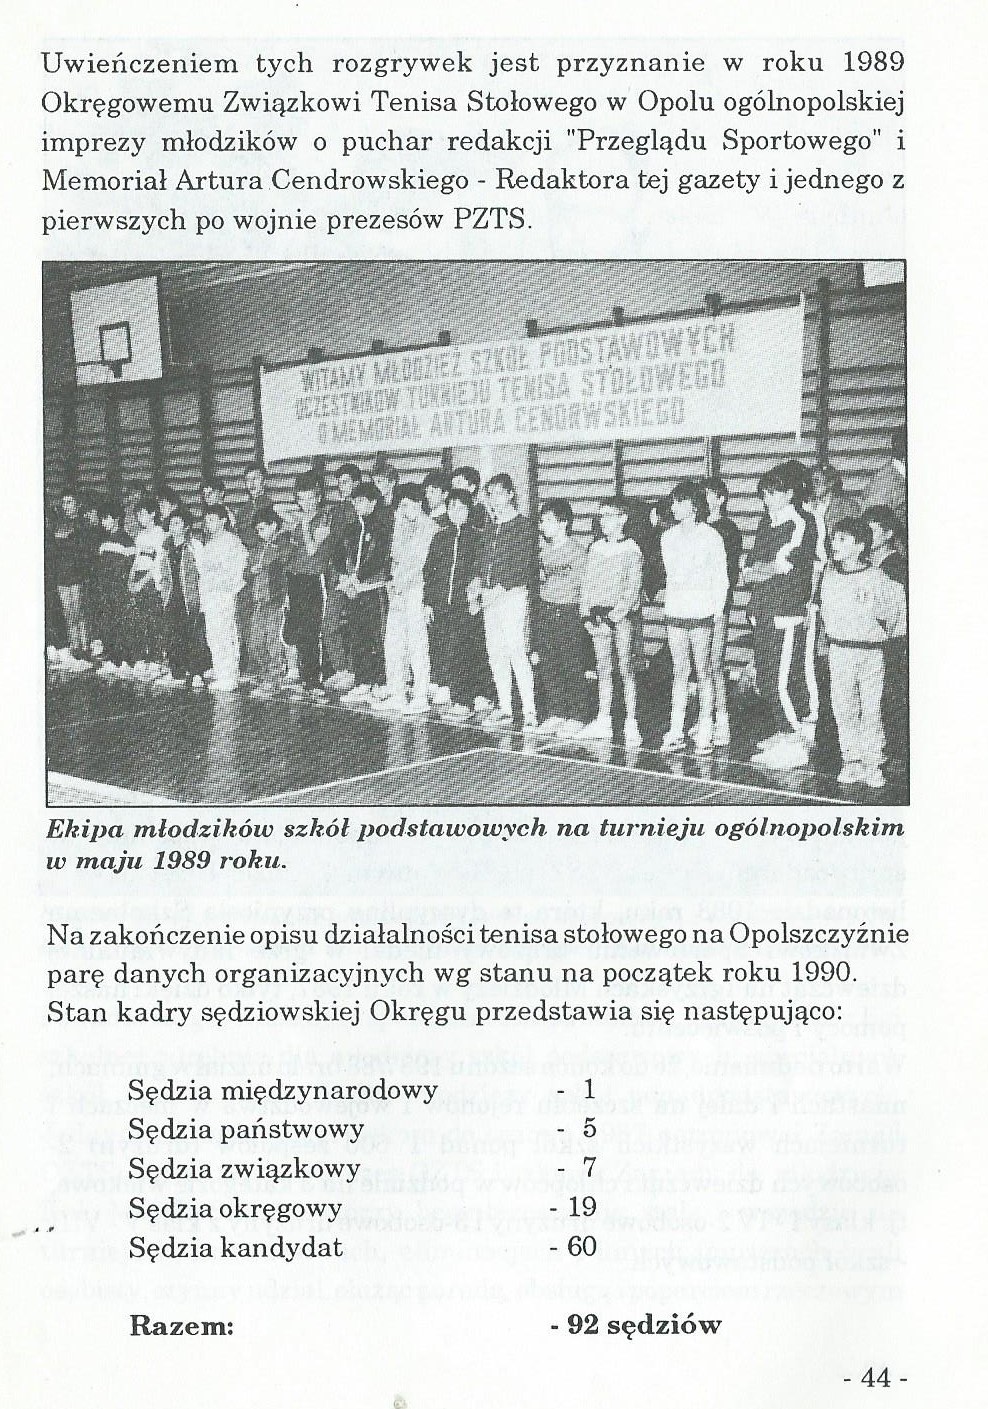 Uwieńczeniem tych rozgrywek jest przyznanie w roku 1989
Okręgowemu Związkowi Tenisa Stołowego w Opolu ogólnopolskiej
imprezy młodzików o puchar redakcji "Przeglądu Sportowego" i
Memoriał Artura Cendrowskiego - Redaktora tej gazety i jednego z
pierwszych po wojnie prezesów PZTS.
WITAMY MŁODZIEŻ SZKÓŁ PODSTAWOWYCH
UCZESTNIKÓW TURNIEJU TENISA STOŁOWEGO
O MEMORIAŁ ARTURA CENDRWSKIEGO
Ekipa młodzików szkół podstawowych na turnieju ogólnopolskim
w maju 1989 roku.
Na zakończenie opisu działalności tenisa stołowego na Opolszczyźnie
parę danych organizacyjnych wg stanu na początek roku 1990.
Stan kadry sędziowskiej Okręgu przedstawia się następująco:
Sędzia międzynarodowy - 1
Sędzia państwowy - 5
Sędzia związkowy - 7
Sędzia okręgowy - 19
Sędzia kandydat - 60
Razem: - 92 sędziów
- 44 -